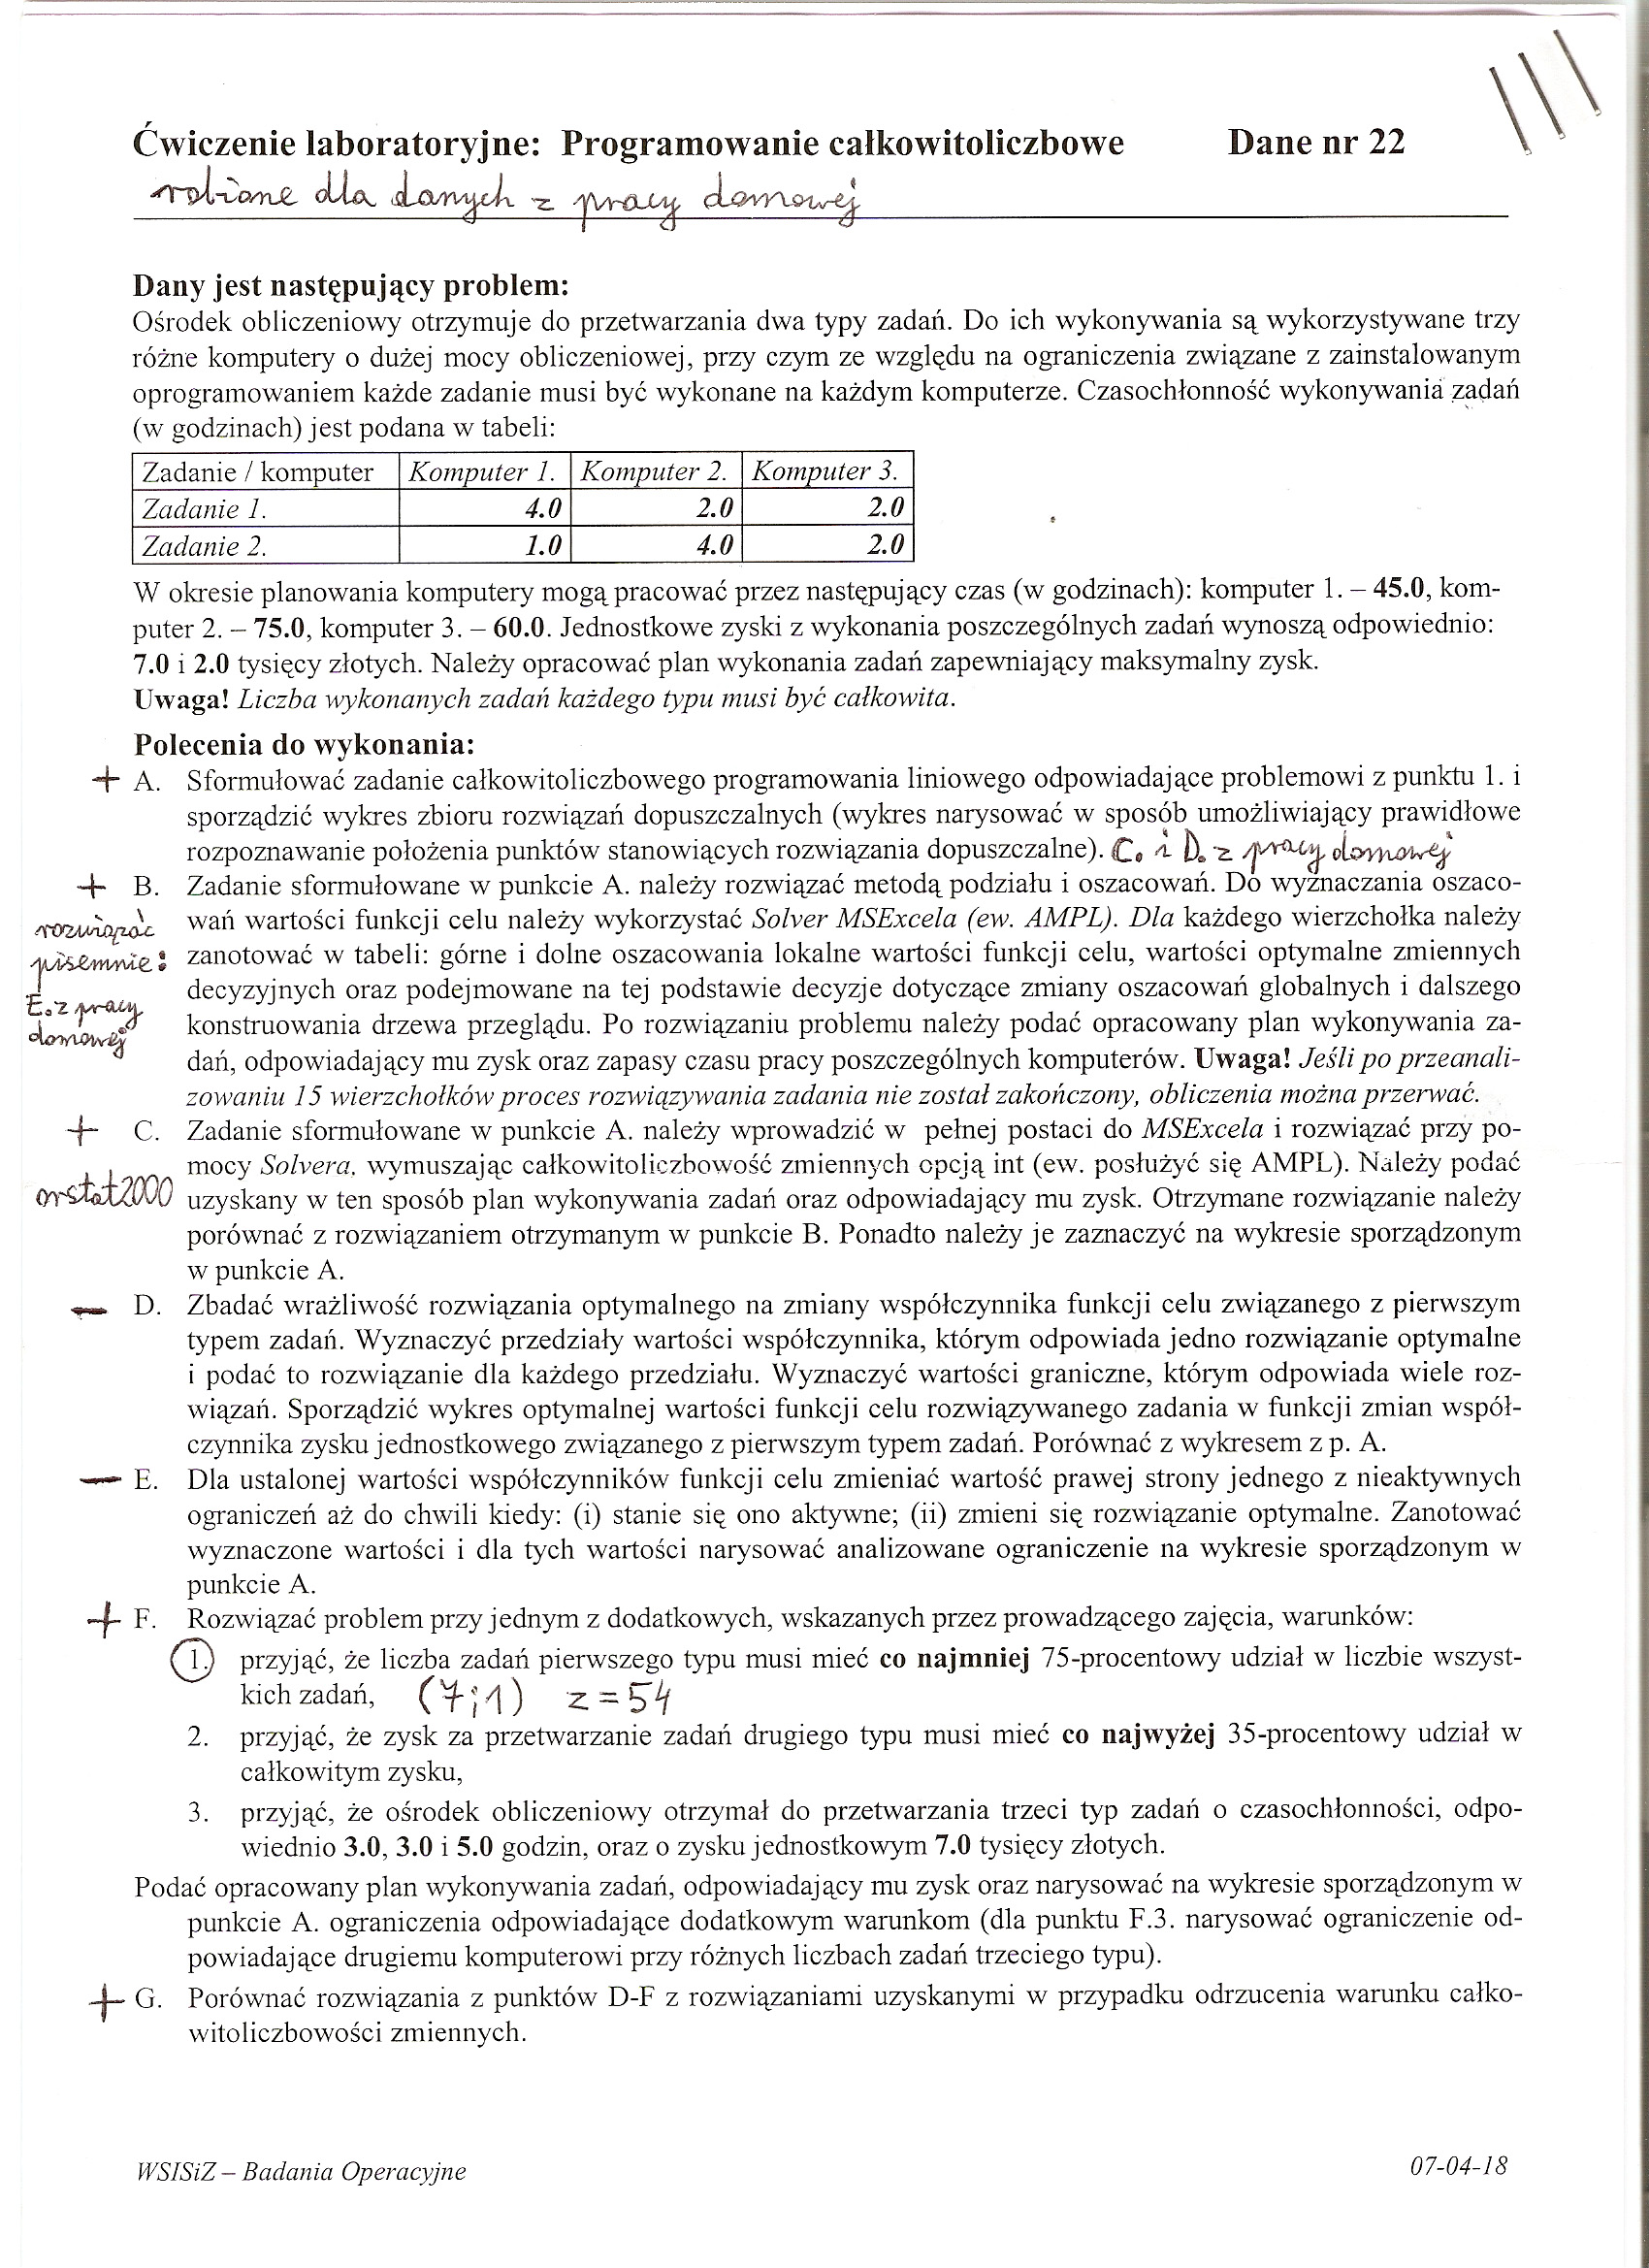 Ćwiczenie laboratoryjne: Programowanie całkowitoliczbowe Dane nr 22
robione dla danych z pracy domowej
Dany jest następujący problem:
Ośrodek obliczeniowy otrzymuje do przetwarzania dwa typy zadań. Do ich wykonywania są wykorzystywane trzy
różne komputery o dużej mocy obliczeniowej, przy czym ze względu na ograniczenia związane z zainstalowanym
oprogramowaniem każde zadanie musi być wykonane na każdym komputerze. Czasochłonność wykonywania zadań
(w godzinach) jest podana w tabeli:
Zadanie / komputer Komputer 1. Komputer 2. Komputer 3.
Zadanie 1. 4.0 2.0 2.0
Zadanie 2. 1.0 4.0 2.0
W okresie planowania komputery mogą pracować przez następujący czas (w godzinach): komputer 1. – 45.0, kom-
puter 2. – 75.0, komputer 3. – 60.0. Jednostkowe zyski z wykonania poszczególnych zadań wynoszą odpowiednio:
7.0 i 2.0 tysięcy złotych. Należy opracować plan wykonania zadań zapewniający maksymalny zysk.
Uwaga! Liczba wykonanych zadań każdego typu musi być całkowita.
Polecenia do wykonania:
+ A. Sformułować zadanie całkowitoliczbowego programowania liniowego odpowiadające problemowi z punktu 1. i
sporządzić wykres zbioru rozwiązań dopuszczalnych (wykres narysować w sposób umożliwiający prawidłowe
rozpoznawanie położenia punktów stanowiących rozwiązania dopuszczalne). C. i D. z pracy domowej
+ B. Zadanie sformułowane w punkcie A. należy rozwiązać metodą podziału i oszacowań. Do wyznaczania oszaco-
rozwiązać wań wartości funkcji celu należy wykorzystać Solver MSExcela (ew. AMPL). Dla każdego wierzchołka należy
pisemnie: zanotować w tabeli: górne i dolne oszacowania lokalne wartości funkcji celu, wartości optymalne zmiennych
E. z pracy decyzyjnych oraz podejmowane na tej podstawie decyzje dotyczące zmiany oszacowań globalnych i dalszego
domowej konstruowania drzewa przeglądu. Po rozwiązaniu problemu należy podać opracowany plan wykonywania za-
dań, odpowiadający mu zysk oraz zapasy czasu pracy poszczególnych komputerów. Uwaga! Jeśli po przeanali-
zowaniu 15 wierzchołków proces rozwiązywania zadania nie został zakończony, obliczenia można przerwać.
+ C. Zadanie sformułowane w punkcie A. należy wprowadzić w pełnej postaci do MSExcela i rozwiązać przy po-
mocy Solvera, wymuszając całkowitoliczbowość zmiennych opcją int (ew. posłużyć się AMPL). Należy podać
orstat2000 uzyskany w ten sposób plan wykonywania zadań oraz odpowiadający mu zysk. Otrzymane rozwiązanie należy
porównać z rozwiązaniem otrzymanym w punkcie B. Ponadto należy je zaznaczyć na wykresie sporządzonym
w punkcie A.
– D. Zbadać wrażliwość rozwiązania optymalnego na zmiany współczynnika funkcji celu związanego z pierwszym
typem zadań. Wyznaczyć przedziały wartości współczynnika, którym odpowiada jedno rozwiązanie optymalne
i podać to rozwiązanie dla każdego przedziału. Wyznaczyć wartości graniczne, którym odpowiada wiele roz-
wiązań. Sporządzić wykres optymalnej wartości funkcji celu rozwiązywanego zadania w funkcji zmian współ-
czynnika zysku jednostkowego związanego z pierwszym typem zadań. Porównać z wykresem z p. A.
– E. Dla ustalonej wartości współczynników funkcji celu zmieniać wartość prawej strony jednego z nieaktywnych
ograniczeń aż do chwili kiedy: (i) stanie się ono aktywne; (ii) zmieni się rozwiązanie optymalne. Zanotować
wyznaczone wartości i dla tych wartości narysować analizowane ograniczenie na wykresie sporządzonym w
punkcie A.
+ F. Rozwiązać problem przy jednym z dodatkowych, wskazanych przez prowadzącego zajęcia, warunków:
1. przyjąć, że liczba zadań pierwszego typu musi mieć co najmniej 75-procentowy udział w liczbie wszyst-
kich zadań, (7;1) z = 54
2. przyjąć, że zysk za przetwarzanie zadań drugiego typu musi mieć co najwyżej 35-procentowy udział w
całkowitym zysku,
3. przyjąć, że ośrodek obliczeniowy otrzymał do przetwarzania trzeci typ zadań o czasochłonności, odpo-
wiednio 3.0, 3.0 i 5.0 godzin, oraz o zysku jednostkowym 7.0 tysięcy złotych.
Podać opracowany plan wykonywania zadań, odpowiadający mu zysk oraz narysować na wykresie sporządzonym w
punkcie A. ograniczenia odpowiadające dodatkowym warunkom (dla punktu F.3. narysować ograniczenie od-
powiadające drugiemu komputerowi przy różnych liczbach zadań trzeciego typu).
+ G. Porównać rozwiązania z punktów D-F z rozwiązaniami uzyskanymi w przypadku odrzucenia warunku całko-
witoliczbowości zmiennych.
WSISiZ – Badania Operacyjne 07-04-18